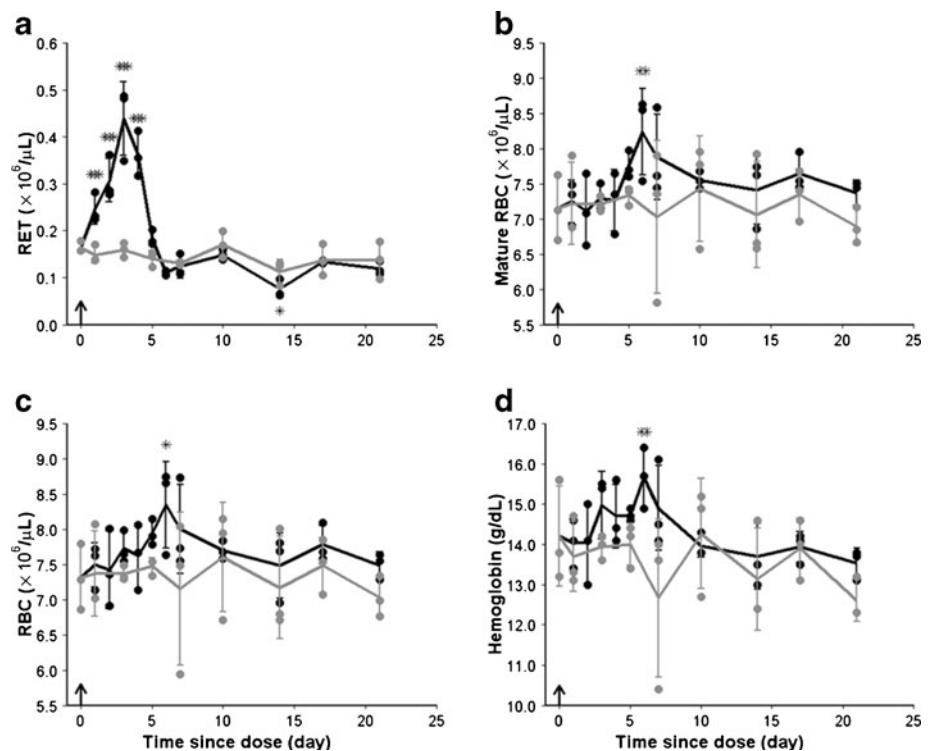 a
RET (× 10⁶/µL)
0.6
0.5
0.4
0.3
0.2
0.1
0.0
** ** ** ** *
0 5 10 15 20 25
b
Mature RBC (× 10⁶/µL)
9.5
9.0
8.5
8.0
7.5
7.0
6.5
6.0
5.5
**
0 5 10 15 20 25
c
RBC (× 10⁶/µL)
9.5
9.0
8.5
8.0
7.5
7.0
6.5
6.0
5.5
*
0 5 10 15 20 25
Time since dose (day)
d
Hemoglobin (g/dL)
17.0
16.0
15.0
14.0
13.0
12.0
11.0
10.0
**
0 5 10 15 20 25
Time since dose (day)